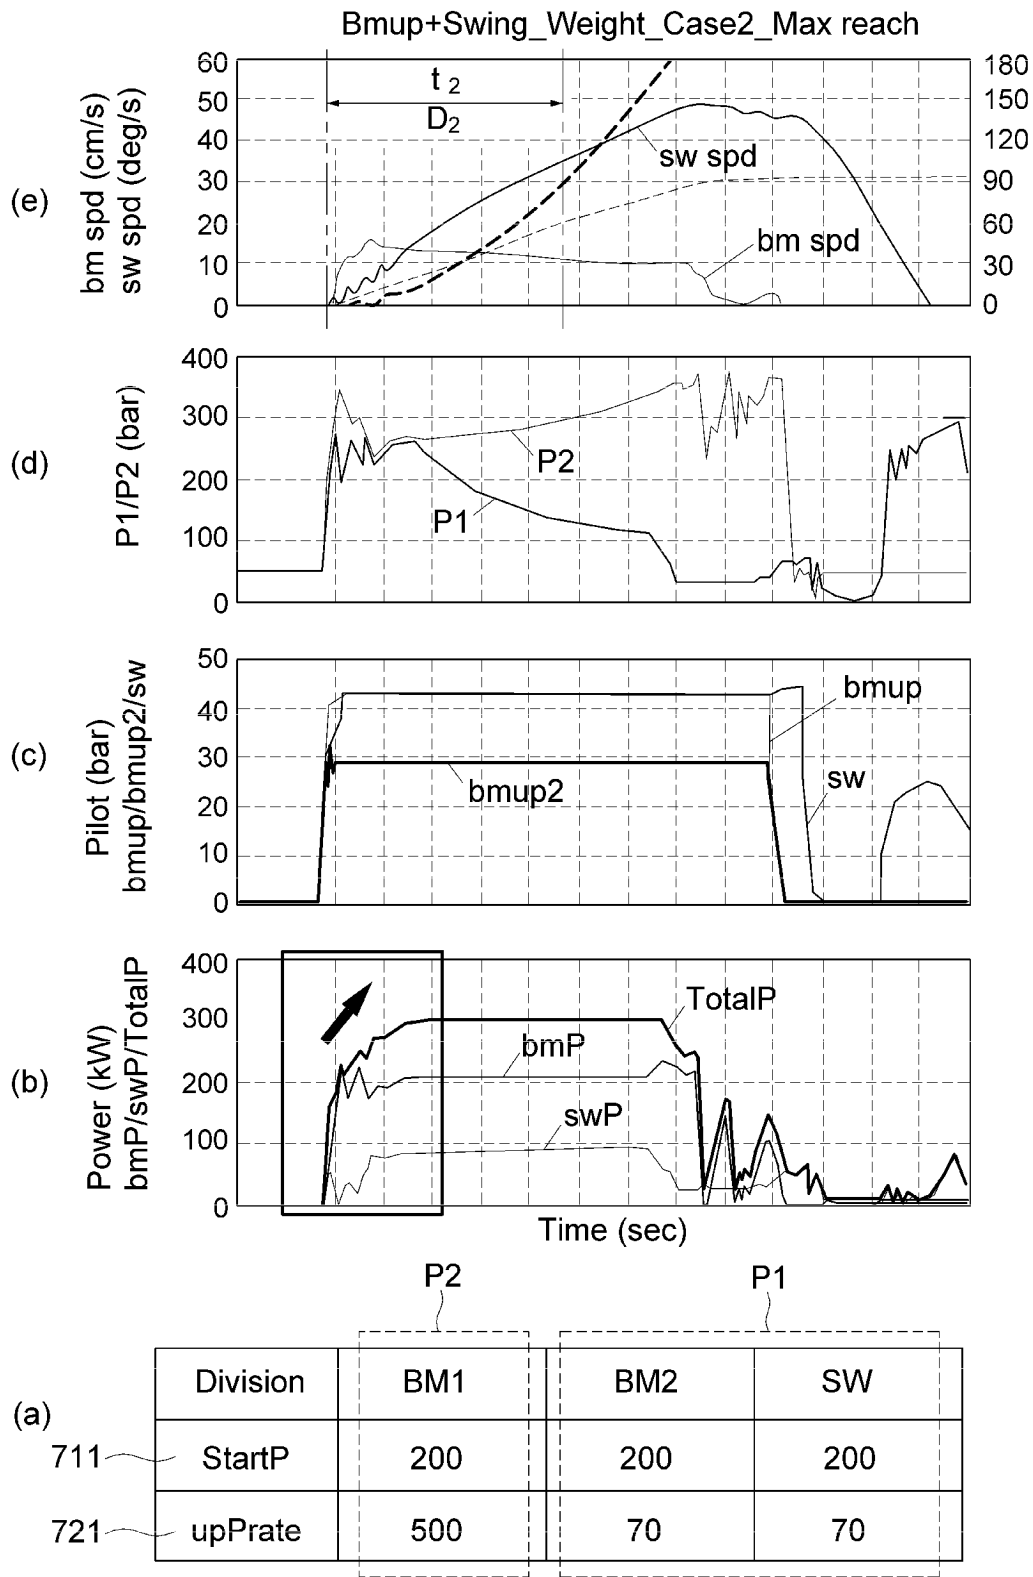 Bmup+Swing_Weight_Case2_Max reach
(e)
bm spd (cm/s)
sw spd (deg/s)
60
50
40
30
20
10
0
180
150
120
90
60
30
0
t 2
D2
sw spd
bm spd
(d)
P1/P2 (bar)
400
300
200
100
0
P2
P1
(c)
Pilot (bar)
bmup/bmup2/sw
50
40
30
20
10
0
bmup
bmup2
sw
(b)
Power (kW)
bmP/swP/TotalP
400
300
200
100
0
TotalP
bmP
swP
Time (sec)
P2 P1
(a)
Division BM1 BM2 SW
711 StartP 200 200 200
721 upPrate 500 70 70